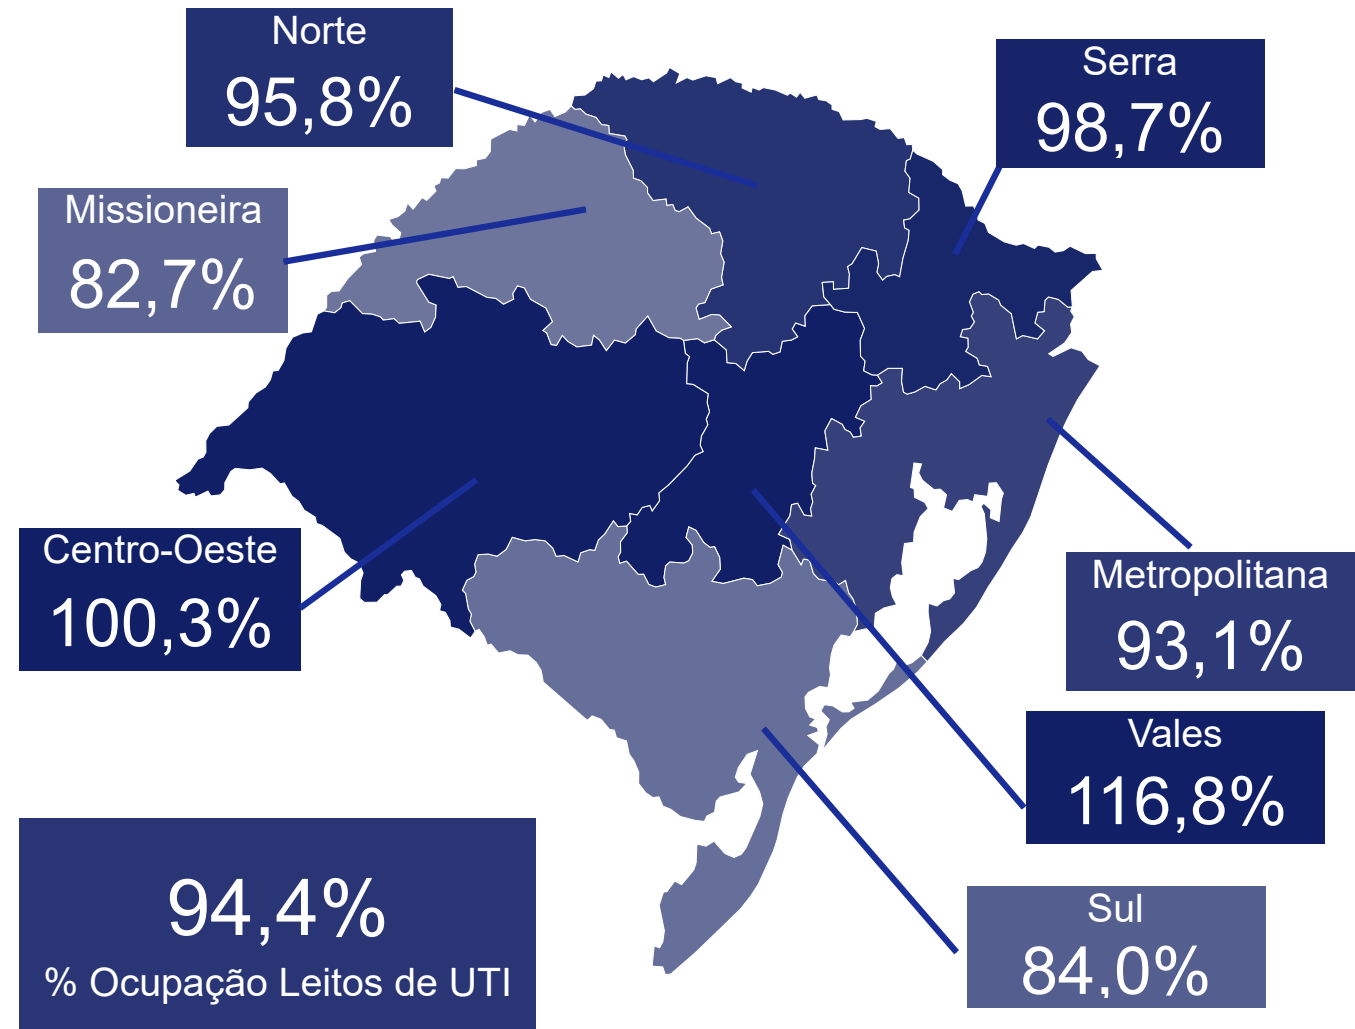 Norte
95,8%
Serra
98,7%
Missioneira
82,7%
Centro-Oeste
100,3%
Metropolitana
93,1%
Vales
116,8%
Sul
84,0%
94,4%
% Ocupação Leitos de UTI